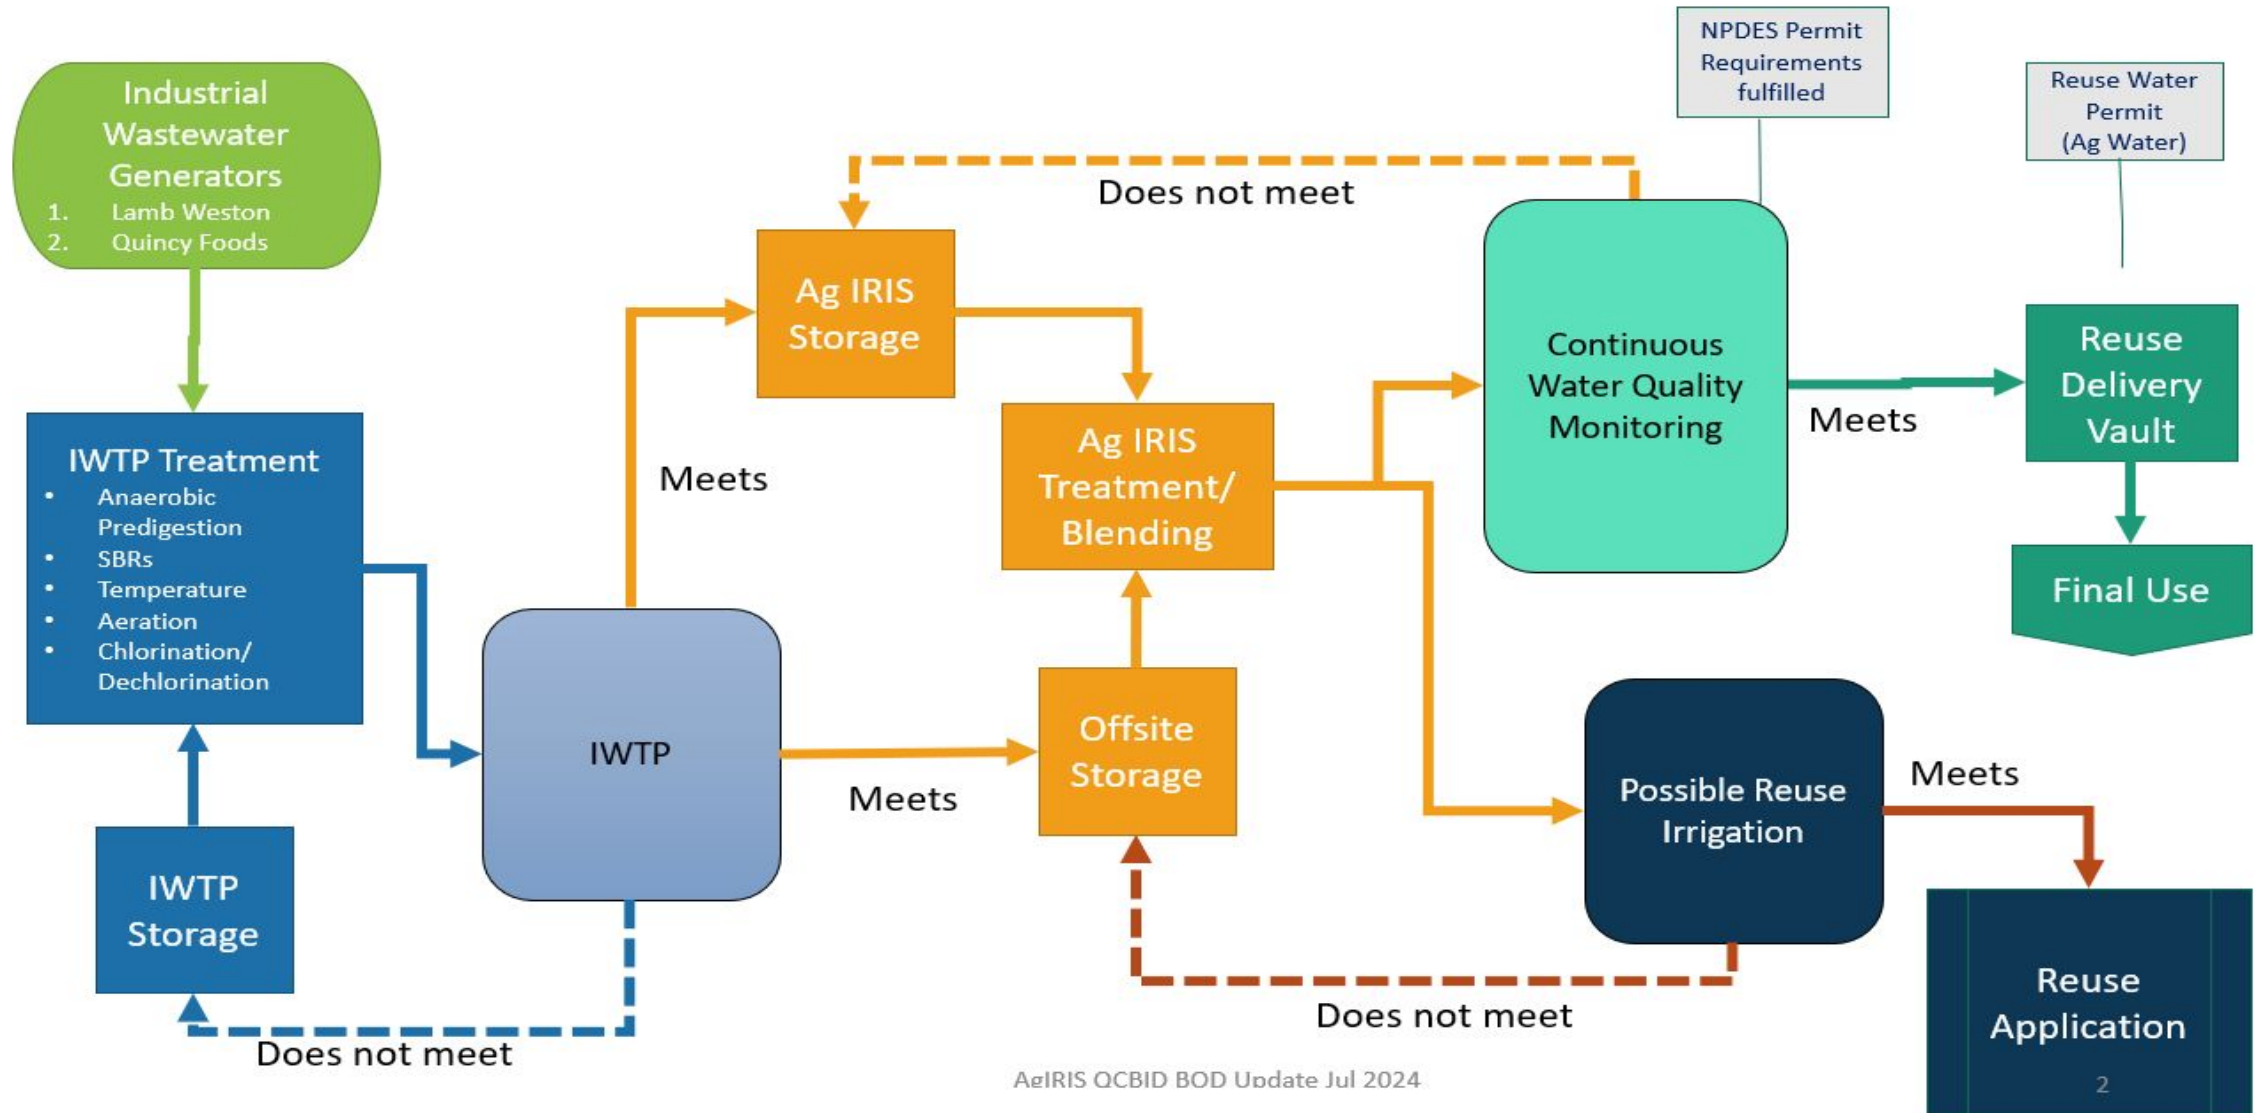 NPDES Permit
Requirements
fulfilled
Reuse Water
Permit
(Ag Water)
Industrial
Wastewater
Generators
1. Lamb Weston
2. Quincy Foods
Does not meet
Ag IRIS
Storage
Continuous
Water Quality
Monitoring
Meets
Reuse
Delivery
Vault
IWTP Treatment
• Anaerobic
Predigestion
• SBRs
• Temperature
• Aeration
• Chlorination/
Dechlorination
Meets
Ag IRIS
Treatment/
Blending
Final Use
IWTP
Meets
Offsite
Storage
Possible Reuse
Irrigation
Meets
IWTP
Storage
Does not meet
Does not meet
Reuse
Application
AgIRIS QCBID BOD Update Jul 2024
2